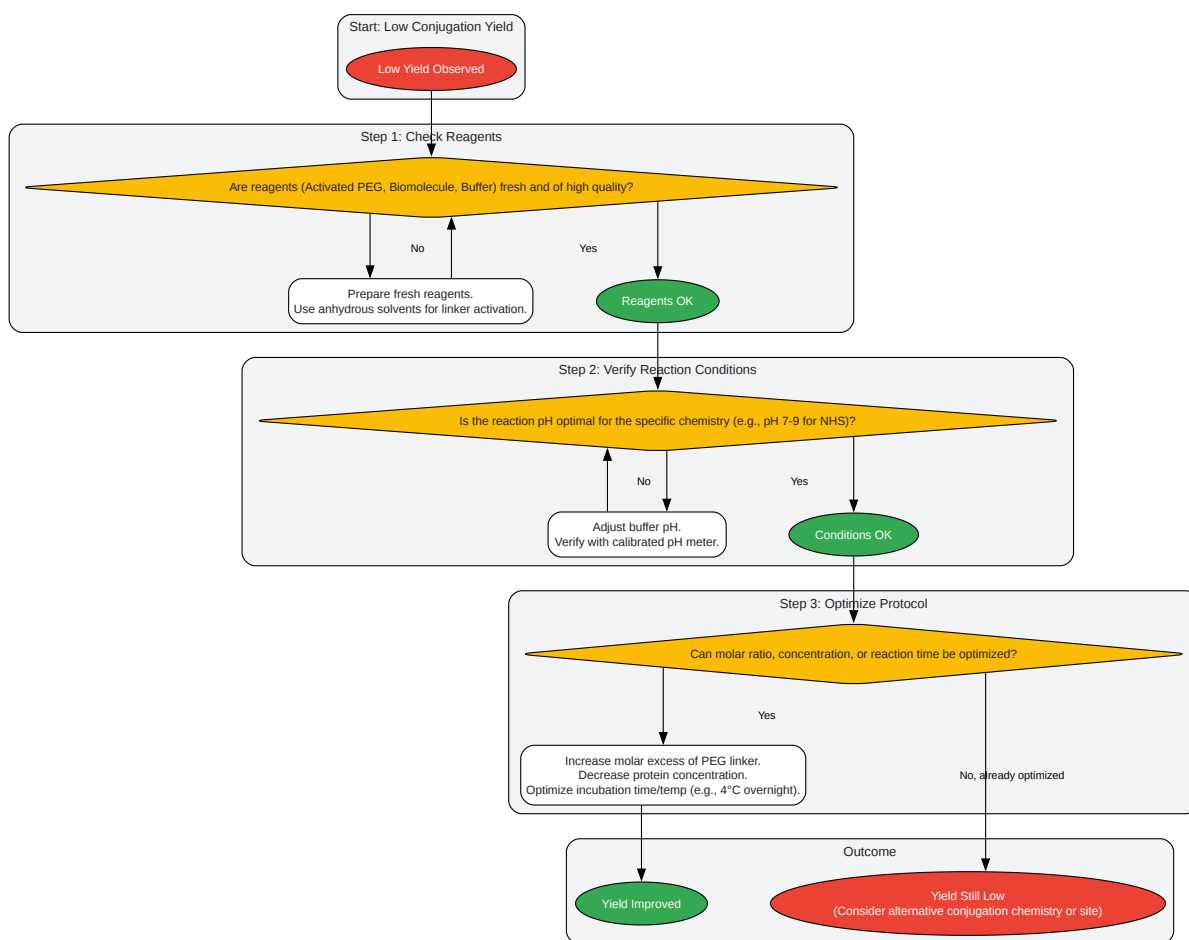 Start: Low Conjugation Yield
Low Yield Observed
Step 1: Check Reagents
Are reagents (Activated PEG, Biomolecule, Buffer) fresh and of high quality?
No
Yes
Prepare fresh reagents.
Use anhydrous solvents for linker activation.
Reagents OK
Step 2: Verify Reaction Conditions
Is the reaction pH optimal for the specific chemistry (e.g., pH 7-9 for NHS)?
No
Yes
Adjust buffer pH.
Verify with calibrated pH meter.
Conditions OK
Step 3: Optimize Protocol
Can molar ratio, concentration, or reaction time be optimized?
Yes
Increase molar excess of PEG linker.
Decrease protein concentration.
Optimize incubation time/temp (e.g., 4°C overnight).
No, already optimized
Outcome
Yield Improved
Yield Still Low
(Consider alternative conjugation chemistry or site)